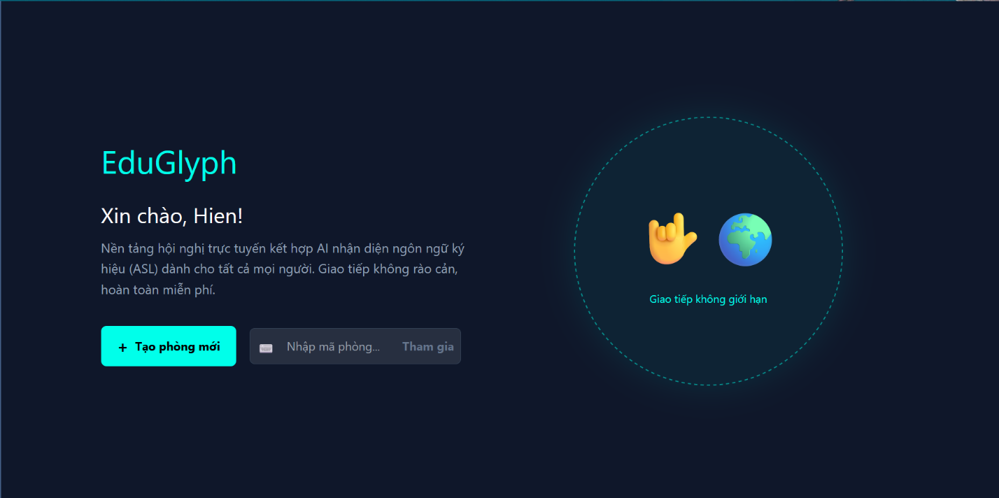 EduGlyph
Xin chào, Hien!
Nền tảng hội nghị trực tuyến kết hợp AI nhận diện ngôn ngữ ký
hiệu (ASL) dành cho tất cả mọi người. Giao tiếp không rào cản,
hoàn toàn miễn phí.
+ Tạo phòng mới
Nhập mã phòng... Tham gia
Giao tiếp không giới hạn